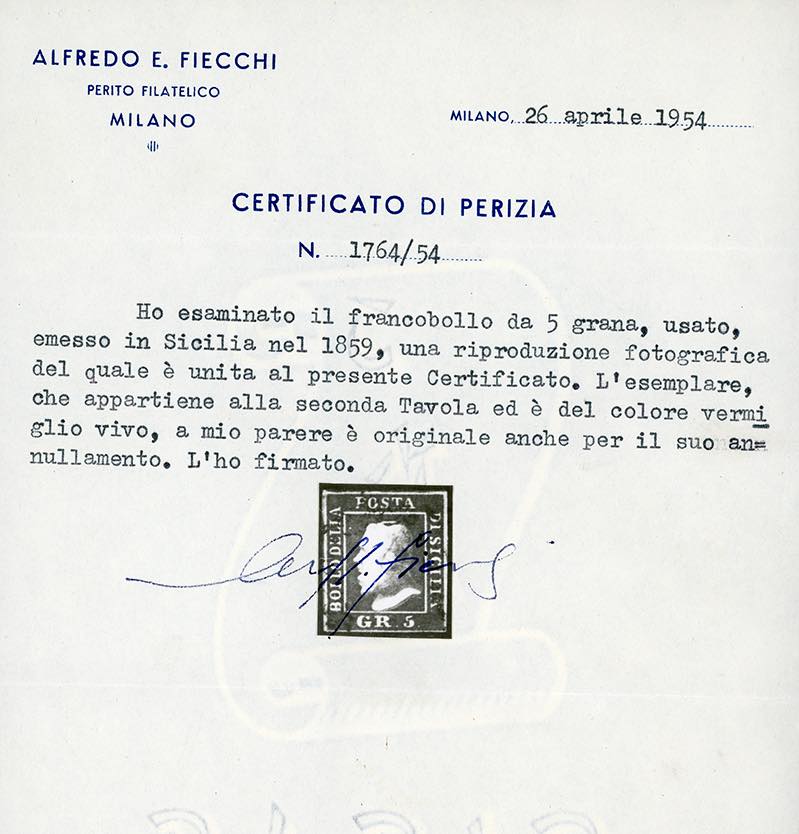 ALFREDO E. FIECCHI
PERITO FILATELICO
MILANO
MILANO, 26 aprile 1954
CERTIFICATO DI PERIZIA
N. 1764/54
Ho esaminato il francobollo da 5 grana, usato,
emesso in Sicilia nel 1859, una riproduzione fotografica
del quale è unita al presente Certificato. L'esemplare,
che appartiene alla seconda Tavola ed è del colore vermi
glio vivo, a mio parere è originale anche per il suo an=
nullamento. L'ho firmato.
POSTA
BOLLO DELLA
DI SICILIA
GR. 5